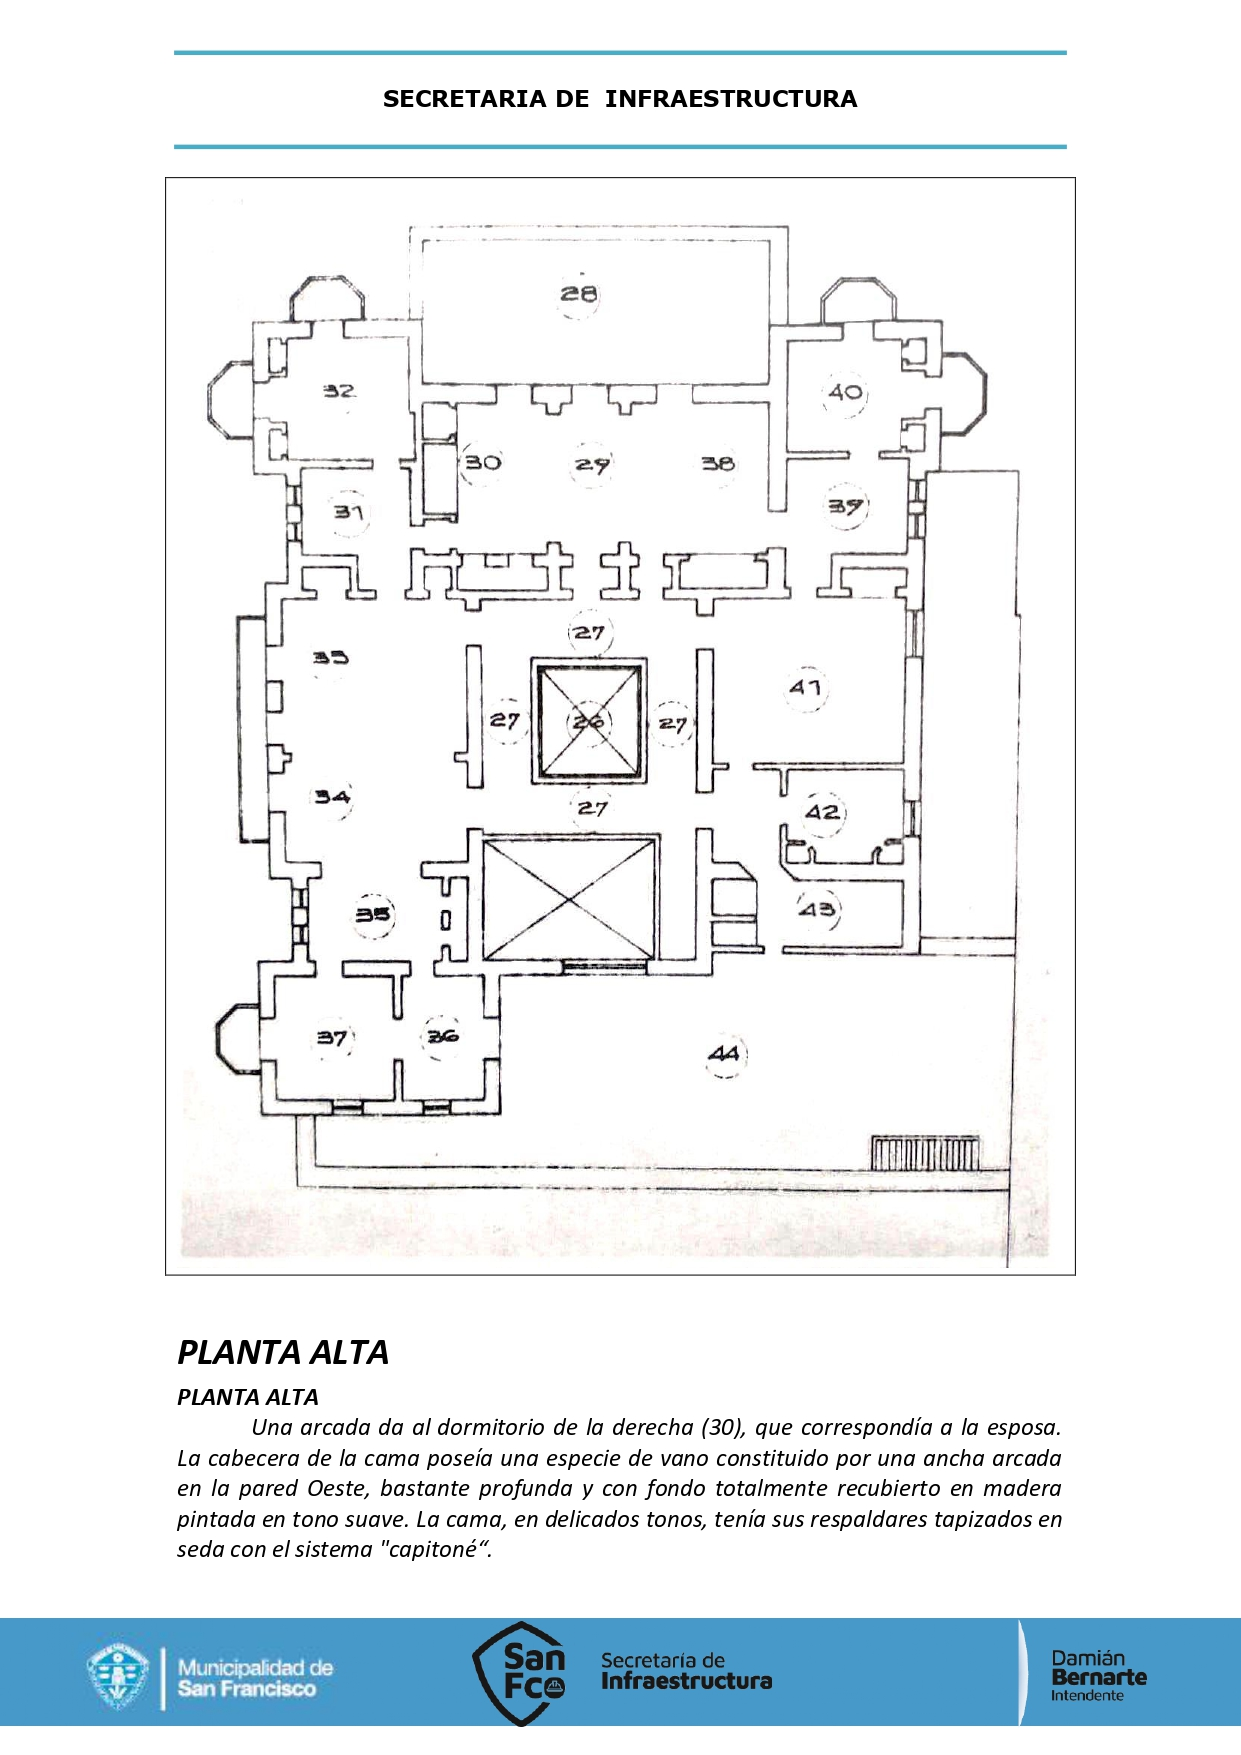 SECRETARIA DE  INFRAESTRUCTURA
28
32
40
30
29
38
31
39
27
33
41
27
26
27
34
27
42
35
43
37
36
44
PLANTA ALTA
PLANTA ALTA
Una arcada da al dormitorio de la derecha (30), que correspondía a la esposa.
La cabecera de la cama poseía una especie de vano constituido por una ancha arcada
en la pared Oeste, bastante profunda y con fondo totalmente recubierto en madera
pintada en tono suave. La cama, en delicados tonos, tenía sus respaldares tapizados en
seda con el sistema "capitoné“.
Municipalidad de
San Francisco
San
Fco
Secretaría de
Infraestructura
Damián
Bernarte
Intendente